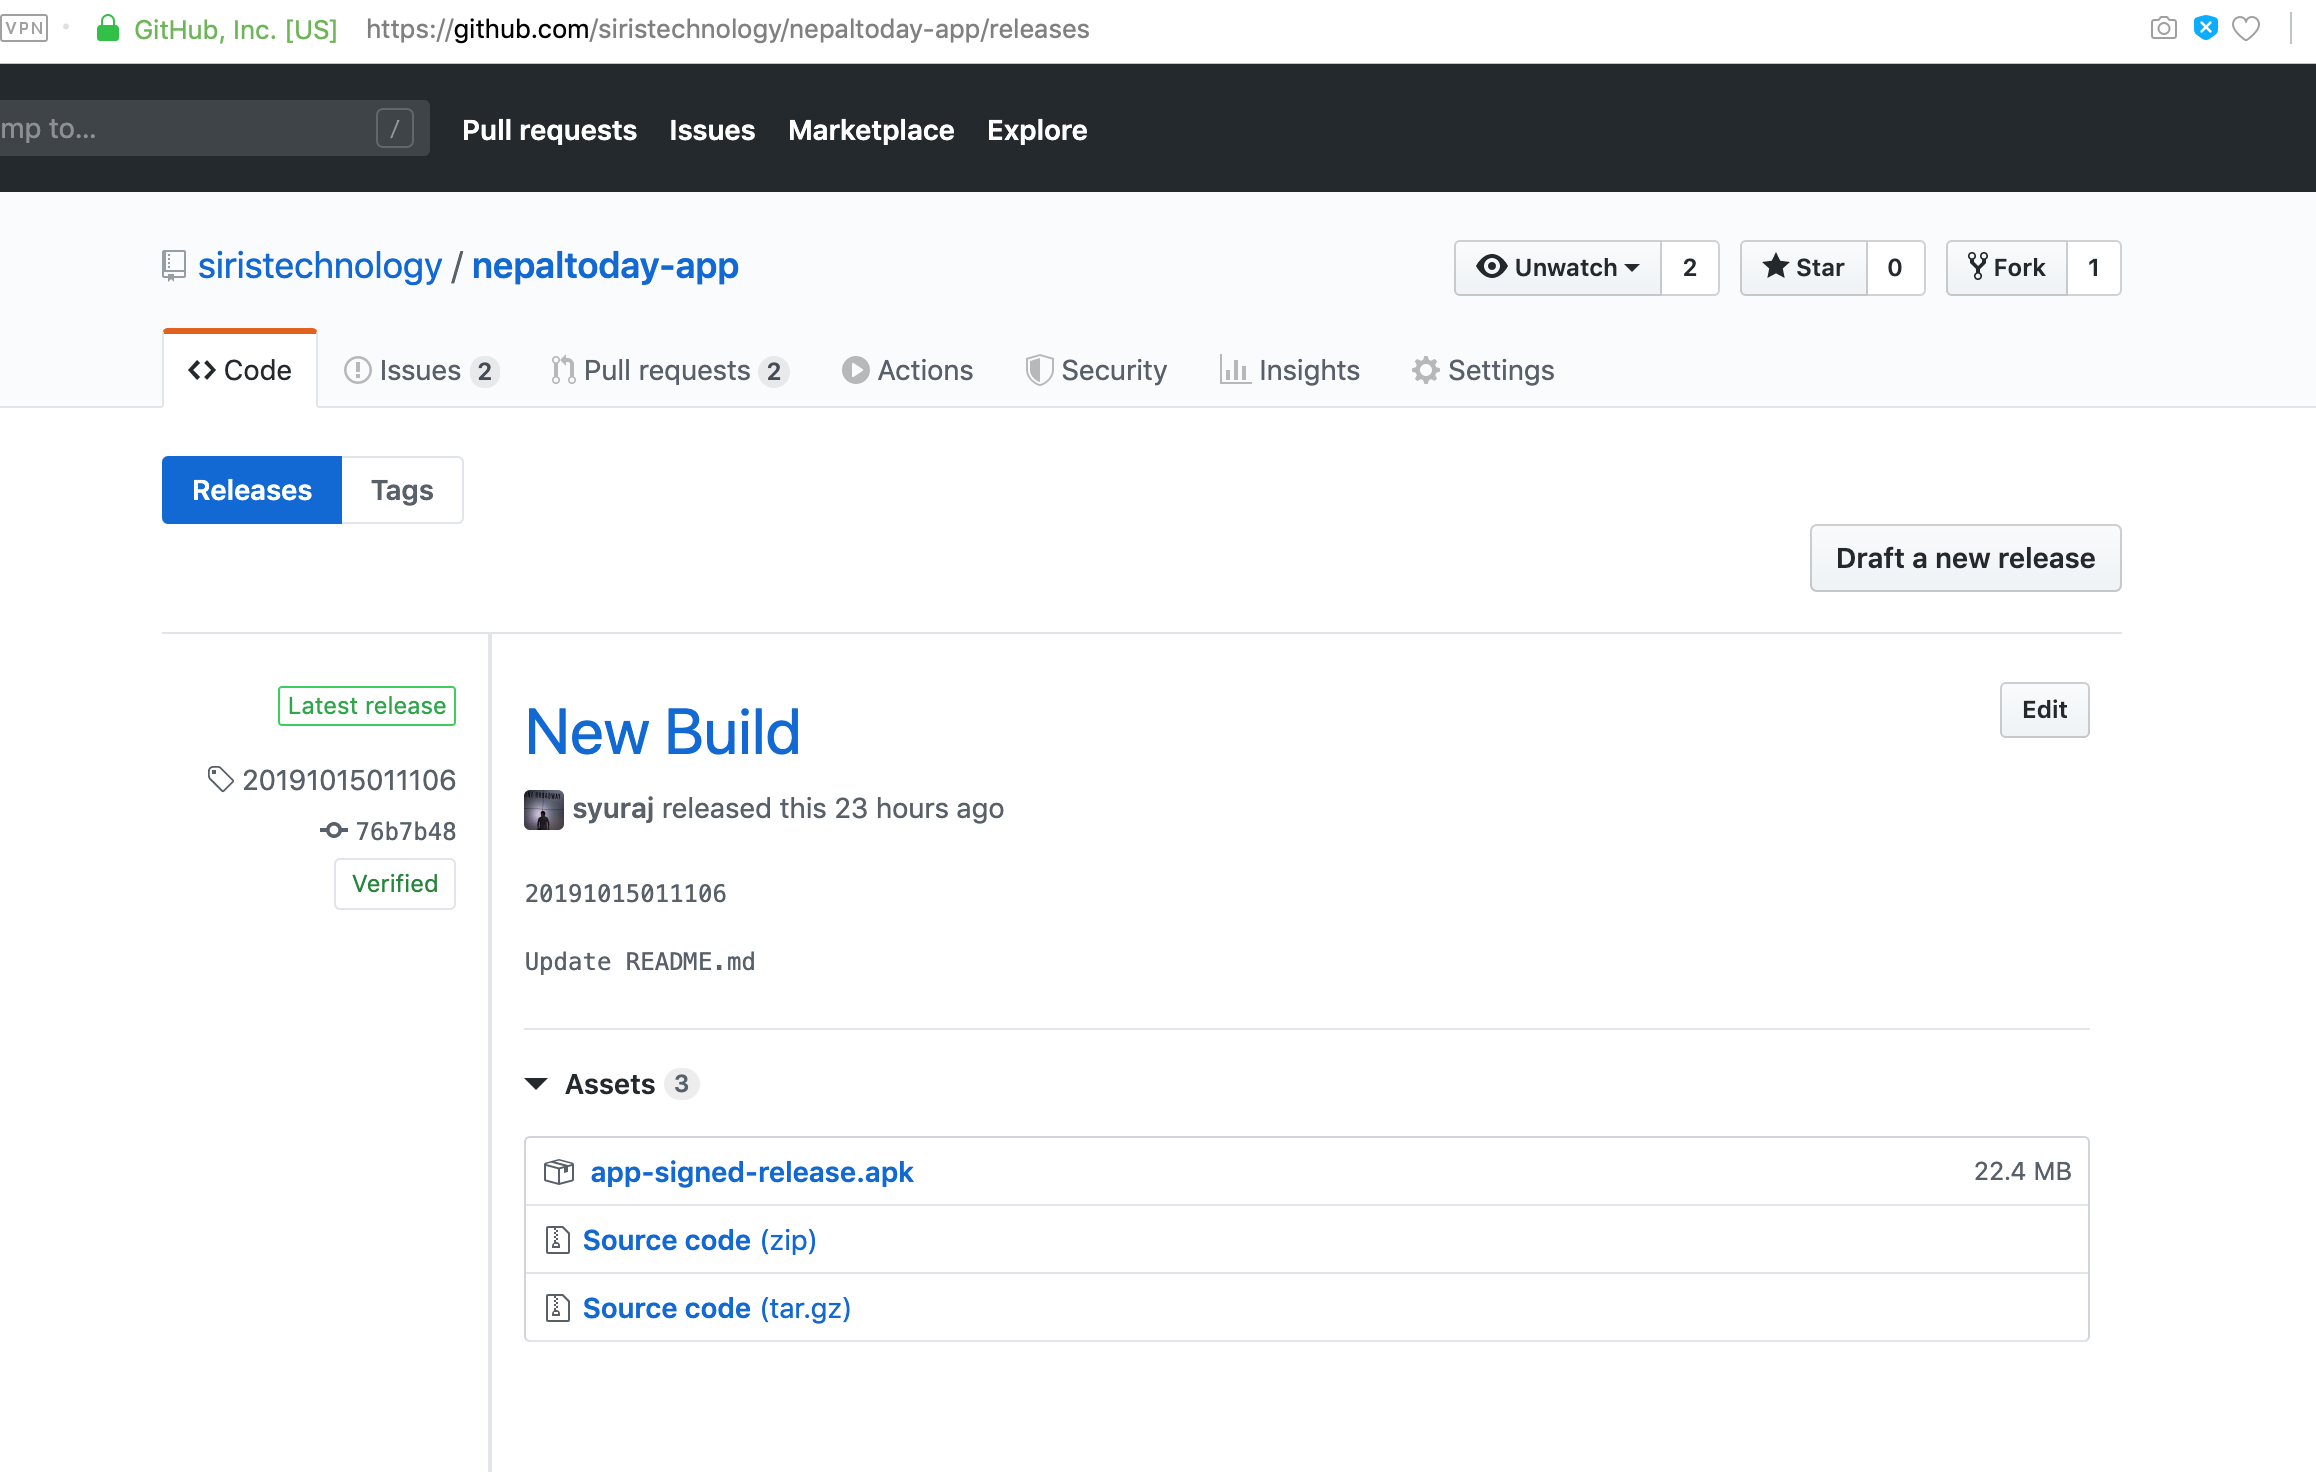 VPN GitHub, Inc. [US] https://github.com/siristechnology/nepaltoday-app/releases
mp to... / Pull requests Issues Marketplace Explore
siristechnology / nepaltoday-app Unwatch 2 Star 0 Fork 1
Code Issues 2 Pull requests 2 Actions Security Insights Settings
Releases Tags
Draft a new release
Latest release
20191015011106
76b7b48
Verified
New Build Edit
syuraj released this 23 hours ago
20191015011106
Update README.md
Assets 3
app-signed-release.apk 22.4 MB
Source code (zip)
Source code (tar.gz)